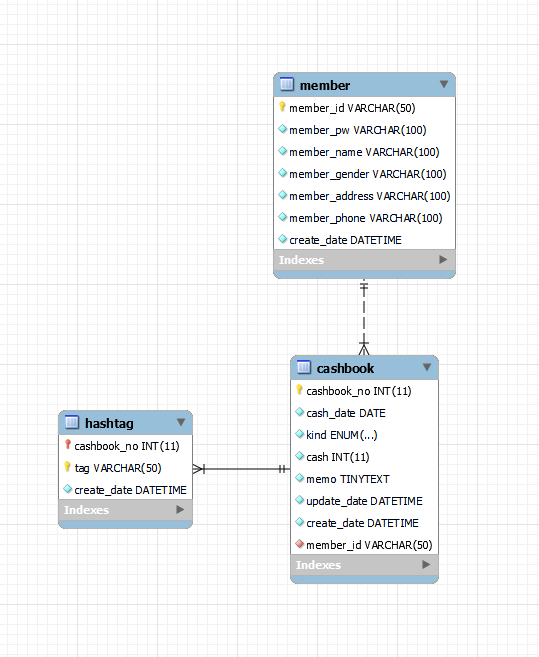 member
member_id VARCHAR(50)
member_pw VARCHAR(100)
member_name VARCHAR(100)
member_gender VARCHAR(100)
member_address VARCHAR(100)
member_phone VARCHAR(100)
create_date DATETIME
Indexes
cashbook
cashbook_no INT(11)
cash_date DATE
kind ENUM(...)
cash INT(11)
memo TINYTEXT
update_date DATETIME
create_date DATETIME
member_id VARCHAR(50)
Indexes
hashtag
cashbook_no INT(11)
tag VARCHAR(50)
create_date DATETIME
Indexes